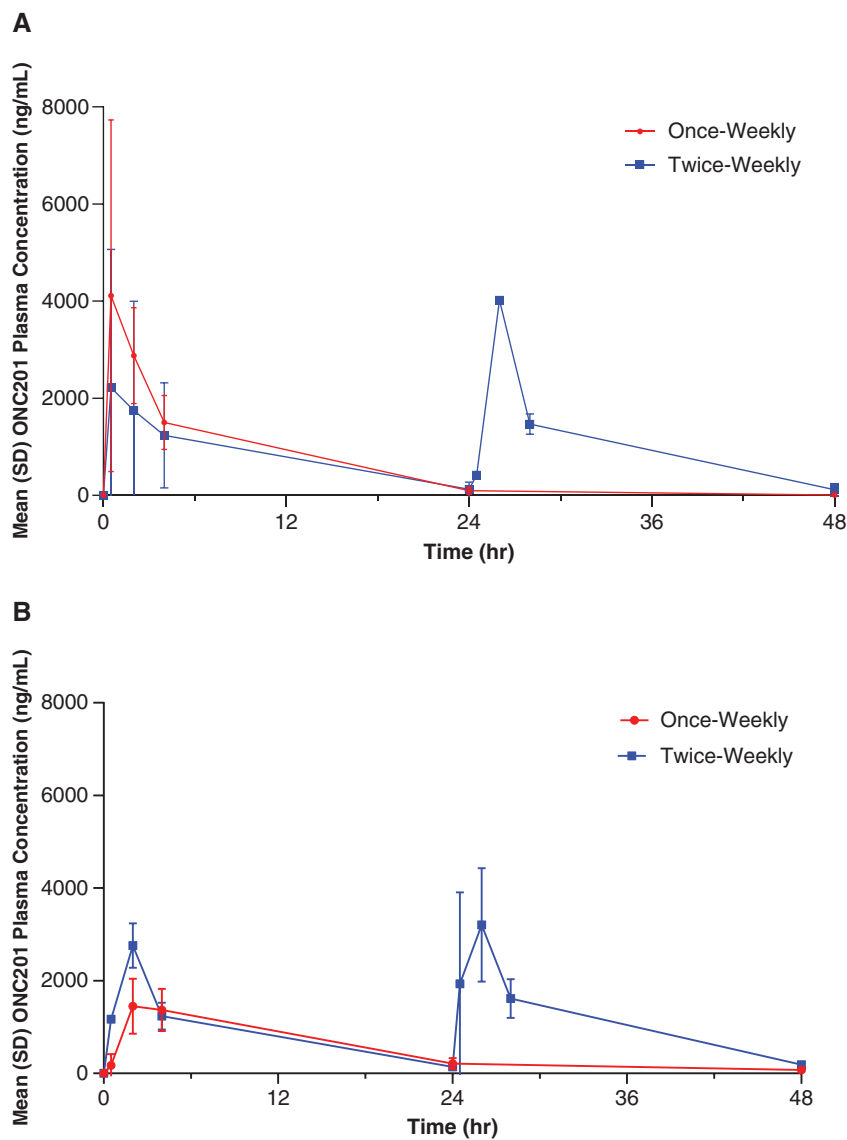 A
Mean (SD) ONC201 Plasma Concentration (ng/mL)
8000
6000
4000
2000
0
Once-Weekly
Twice-Weekly
0
12
24
36
48
Time (hr)
B
Mean (SD) ONC201 Plasma Concentration (ng/mL)
8000
6000
4000
2000
0
Once-Weekly
Twice-Weekly
0
12
24
36
48
Time (hr)